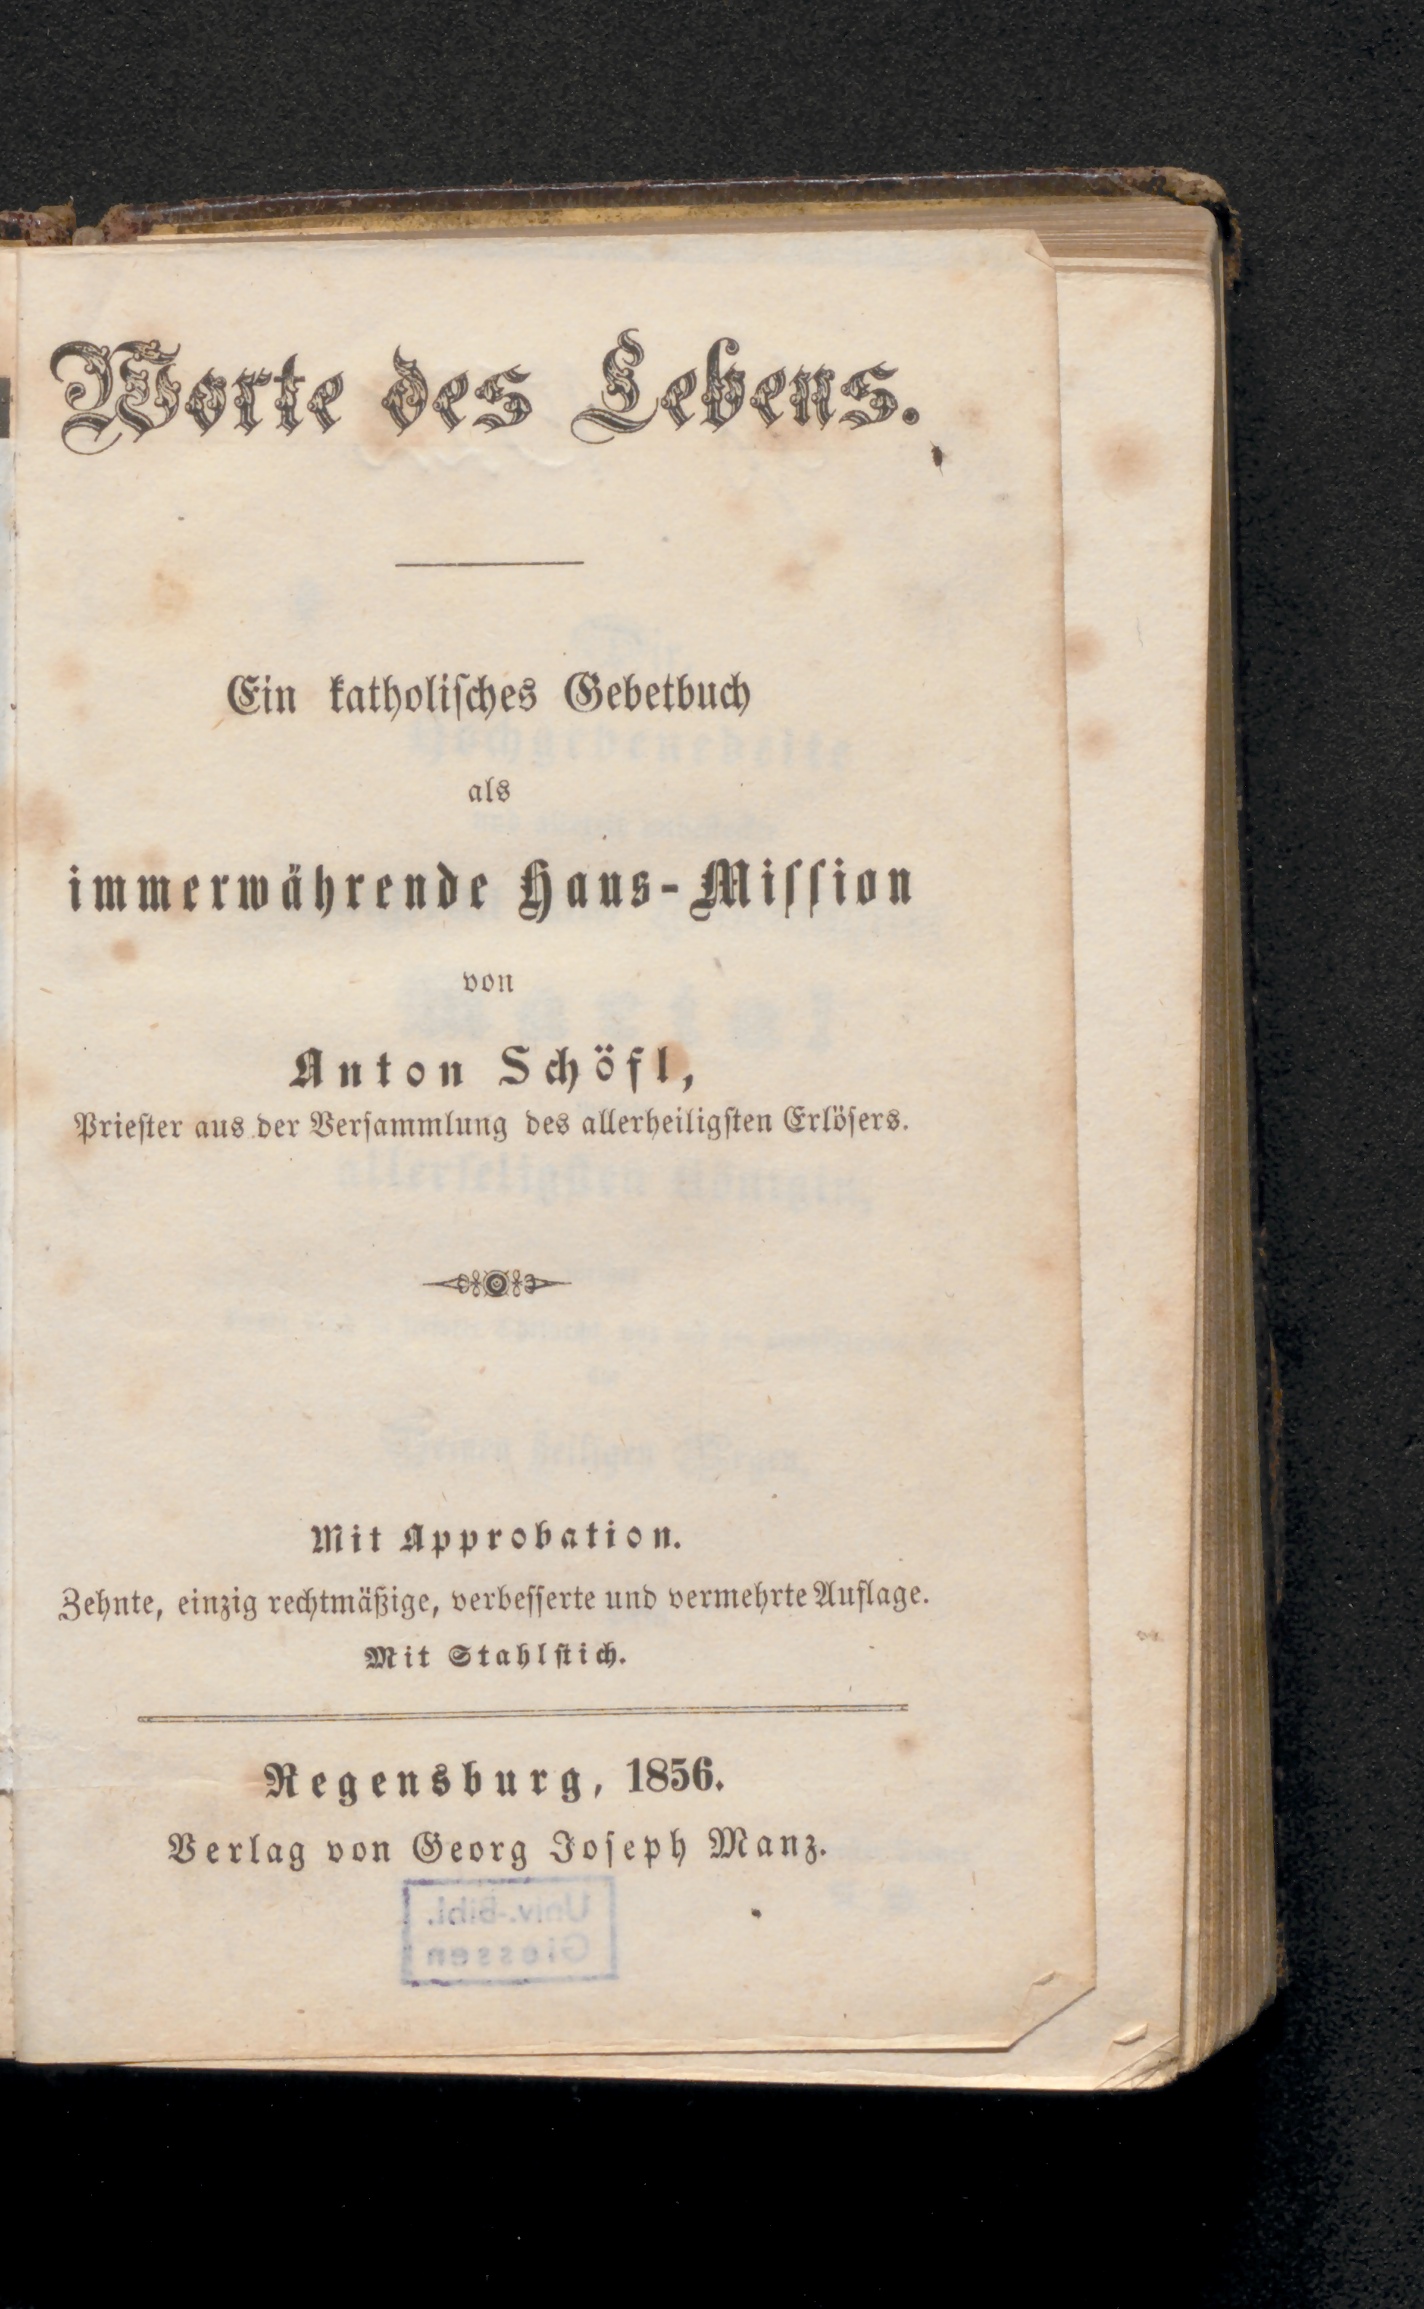 Worte des Lebens.
Ein katholiſches Gebetbuch
als
immerwährende Haus-Miſſion
von
Anton Schöfl,
Prieſter aus der Verſammlung des allerheiligſten Erlöſers.
Mit Approbation.
Zehnte, einzig rechtmäßige, verbeſſerte und vermehrte Auflage.
Mit Stahlſtich.
Regensburg, 1856.
Verlag von Georg Joſeph Manz.
Univ.-Bibl.
Giessen